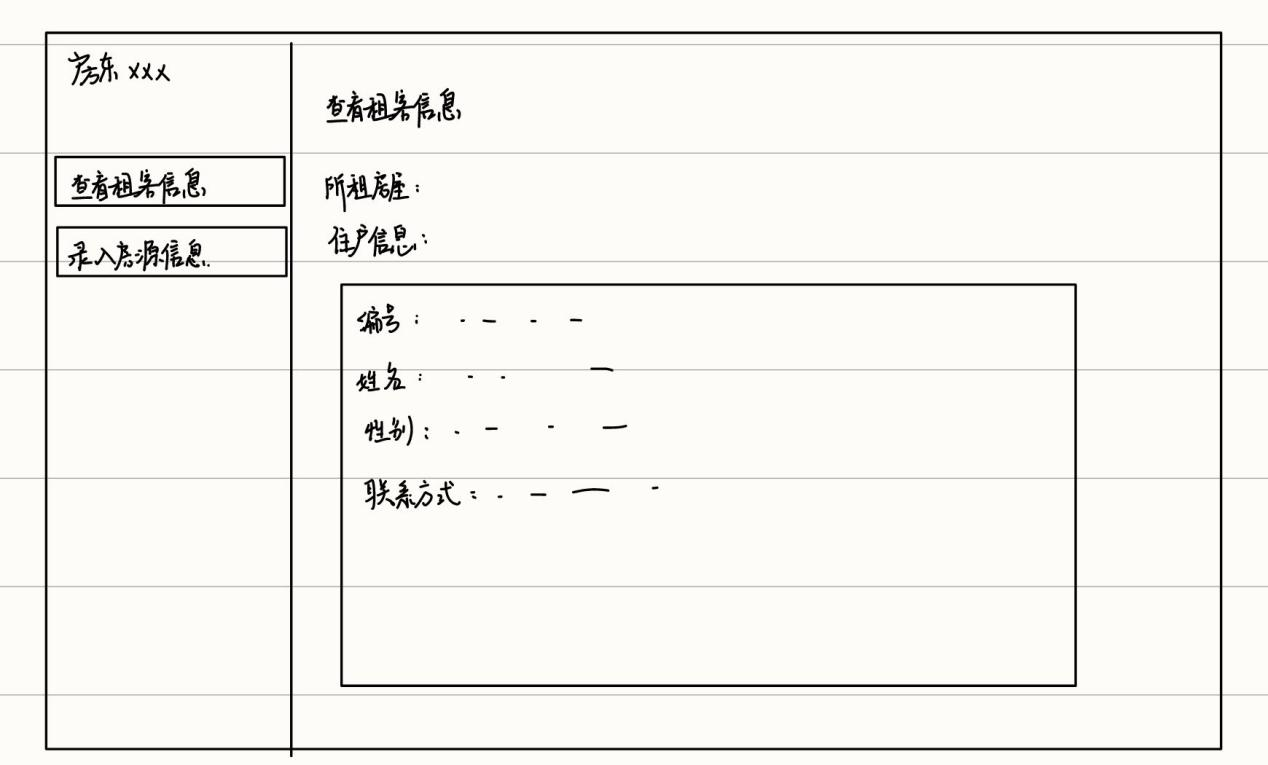 房东 xxx
查看租客信息
录入房源信息.
查看租客信息
所租房屋：
住户信息：
编号：
姓名：
性别：
联系方式：